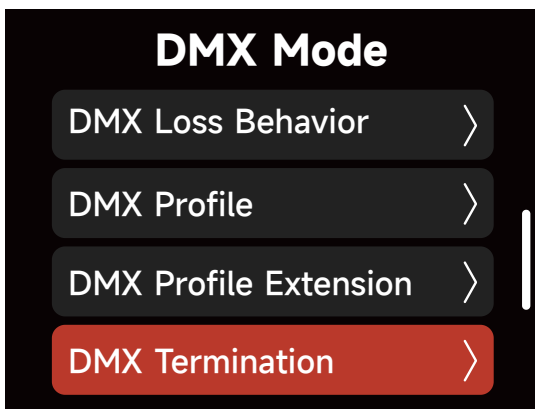 DMX Mode
DMX Loss Behavior
DMX Profile
DMX Profile Extension
DMX Termination